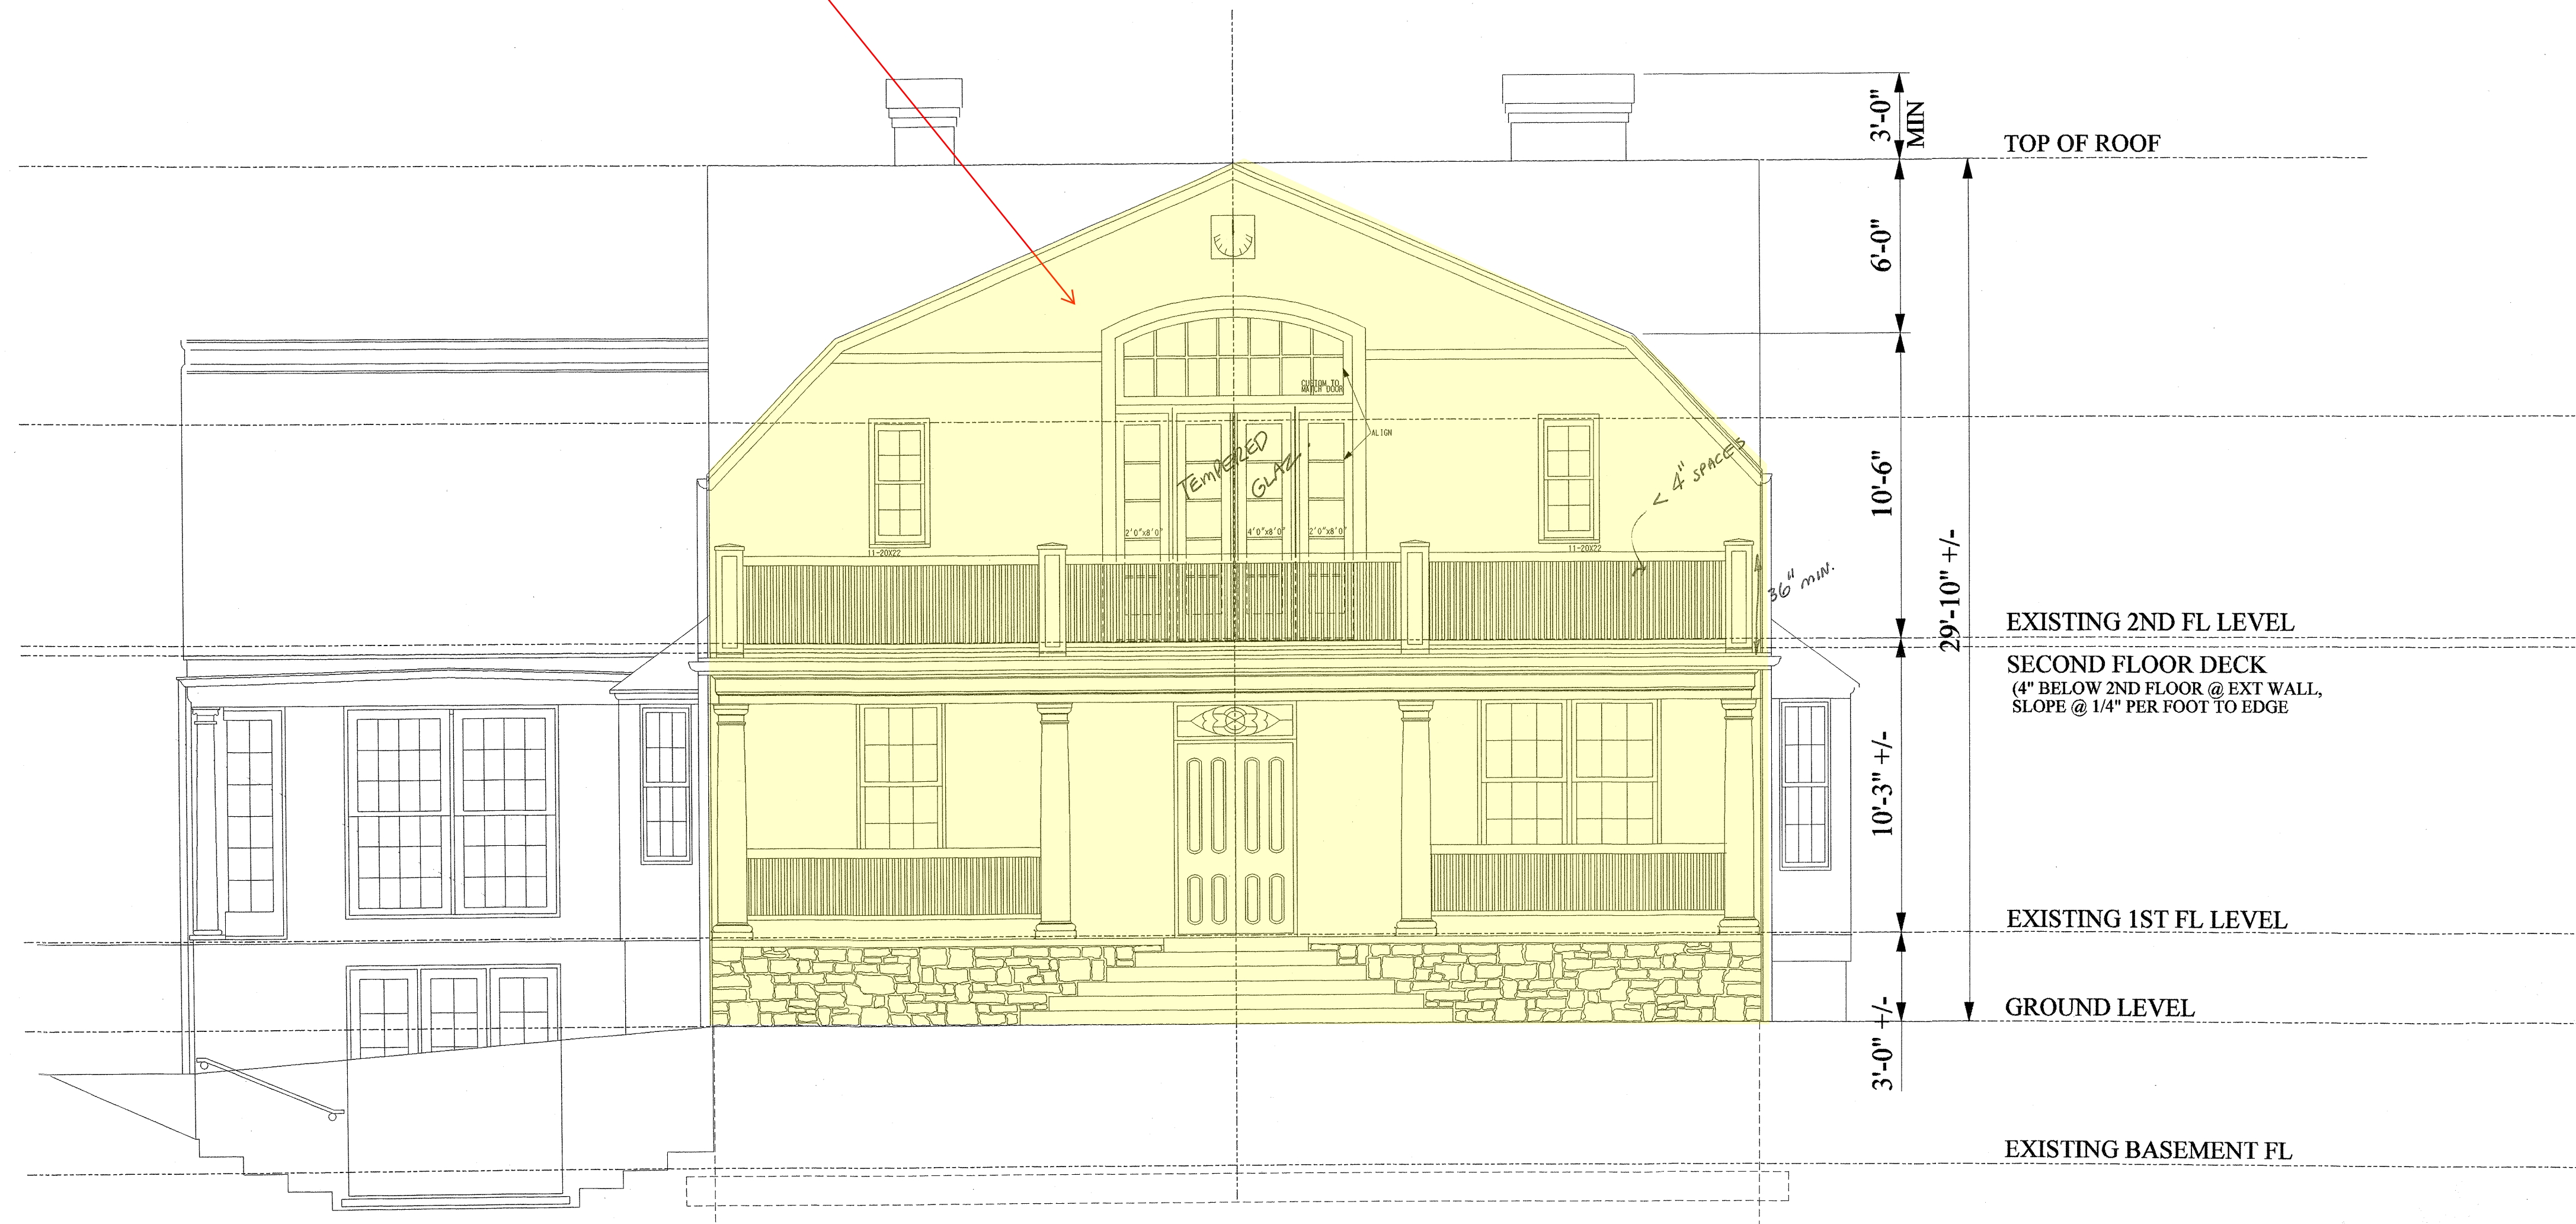 3'-0"
MIN
TOP OF ROOF
6'-0"
CUSTOM TO
MATCH DOOR
ALIGN
TEMPERED
GLAZ
< 4" SPACES
10'-6"
2'0"x8'0"
4'0"x8'0"
2'0"x8'0"
11-20X22
11-20X22
36" MIN.
29'-10" +/-
EXISTING 2ND FL LEVEL
SECOND FLOOR DECK
(4" BELOW 2ND FLOOR @ EXT WALL,
SLOPE @ 1/4" PER FOOT TO EDGE
10'-3" +/-
EXISTING 1ST FL LEVEL
GROUND LEVEL
3'-0" +/-
EXISTING BASEMENT FL